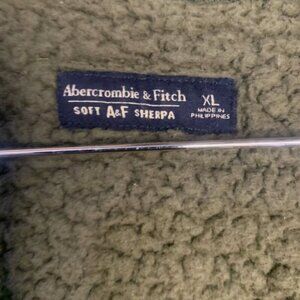 Abercrombie & Fitch
SOFT A&F SHERPA
XL
MADE IN
PHILIPPINES